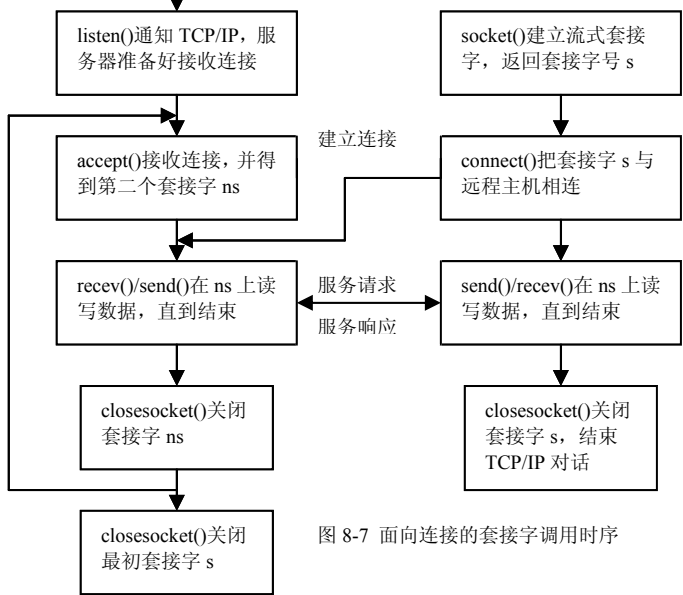 listen()通知 TCP/IP，服
务器准备好接收连接
socket()建立流式套接
字，返回套接字号 s
建立连接
accept()接收连接，并得
到第二个套接字 ns
connect()把套接字 s 与
远程主机相连
recev()/send()在 ns 上读
写数据，直到结束
服务请求
服务响应
send()/recev()在 ns 上读
写数据，直到结束
closesocket()关闭
套接字 ns
closesocket()关闭
套接字 s，结束
TCP/IP 对话
closesocket()关闭
最初套接字 s
图 8-7 面向连接的套接字调用时序